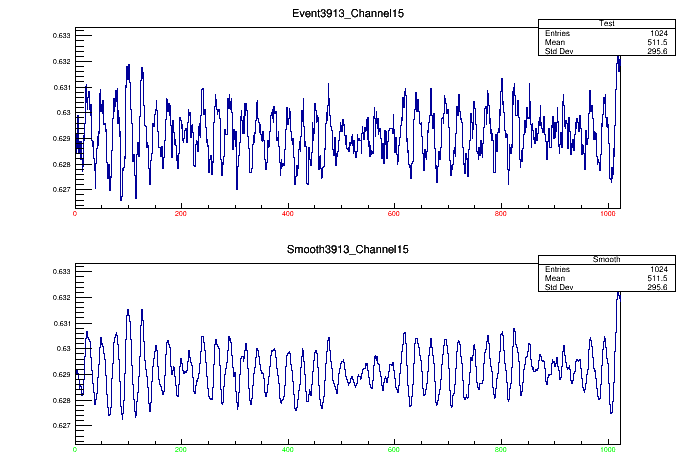 Event3913_Channel15
Test
Entries 1024
Mean 511.5
Std Dev 295.6
0.633
0.632
0.631
0.63
0.629
0.628
0.627
0 200 400 600 800 1000
Smooth3913_Channel15
Smooth
Entries 1024
Mean 511.5
Std Dev 295.6
0.633
0.632
0.631
0.63
0.629
0.628
0.627
0 200 400 600 800 1000